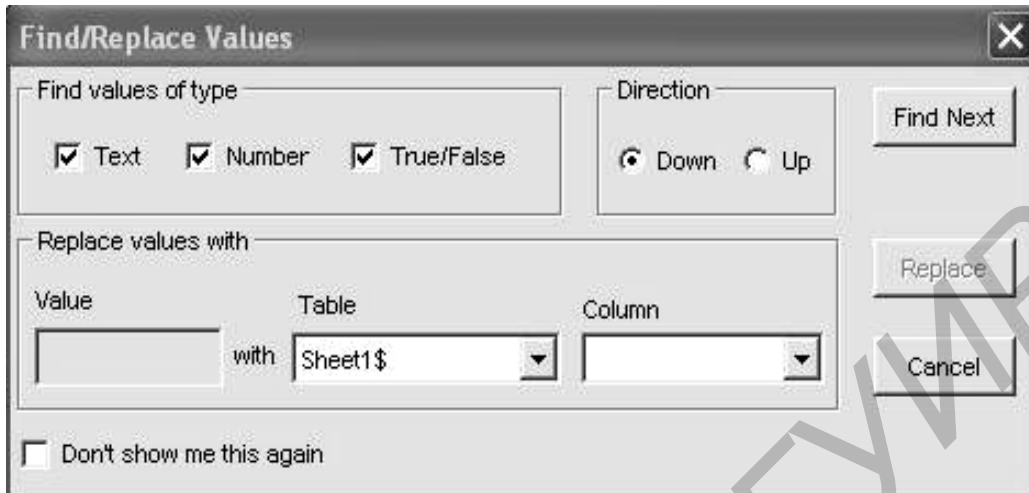 Find/Replace Values
Find values of type
Text Number True/False
Direction
Down Up
Find Next
Replace values with
Value
Table
Column
with
Sheet1$
Replace
Cancel
Don't show me this again